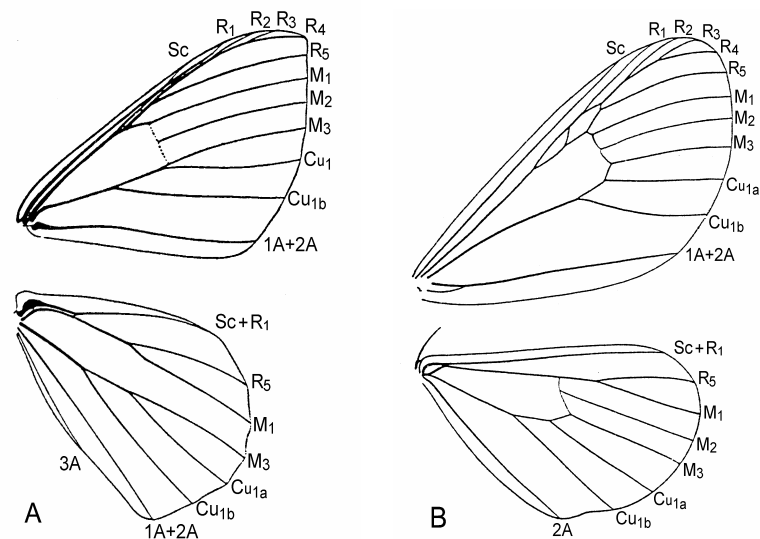 Sc
R1
R2
R3
R4
R5
M1
M2
M3
Cu1
Cu1b
1A+2A
Sc+R1
R5
M1
M3
Cu1a
Cu1b
1A+2A
3A
A
Sc
R1
R2
R3
R4
R5
M1
M2
M3
Cu1a
Cu1b
1A+2A
Sc+R1
R5
M1
M2
M3
Cu1a
Cu1b
2A
B